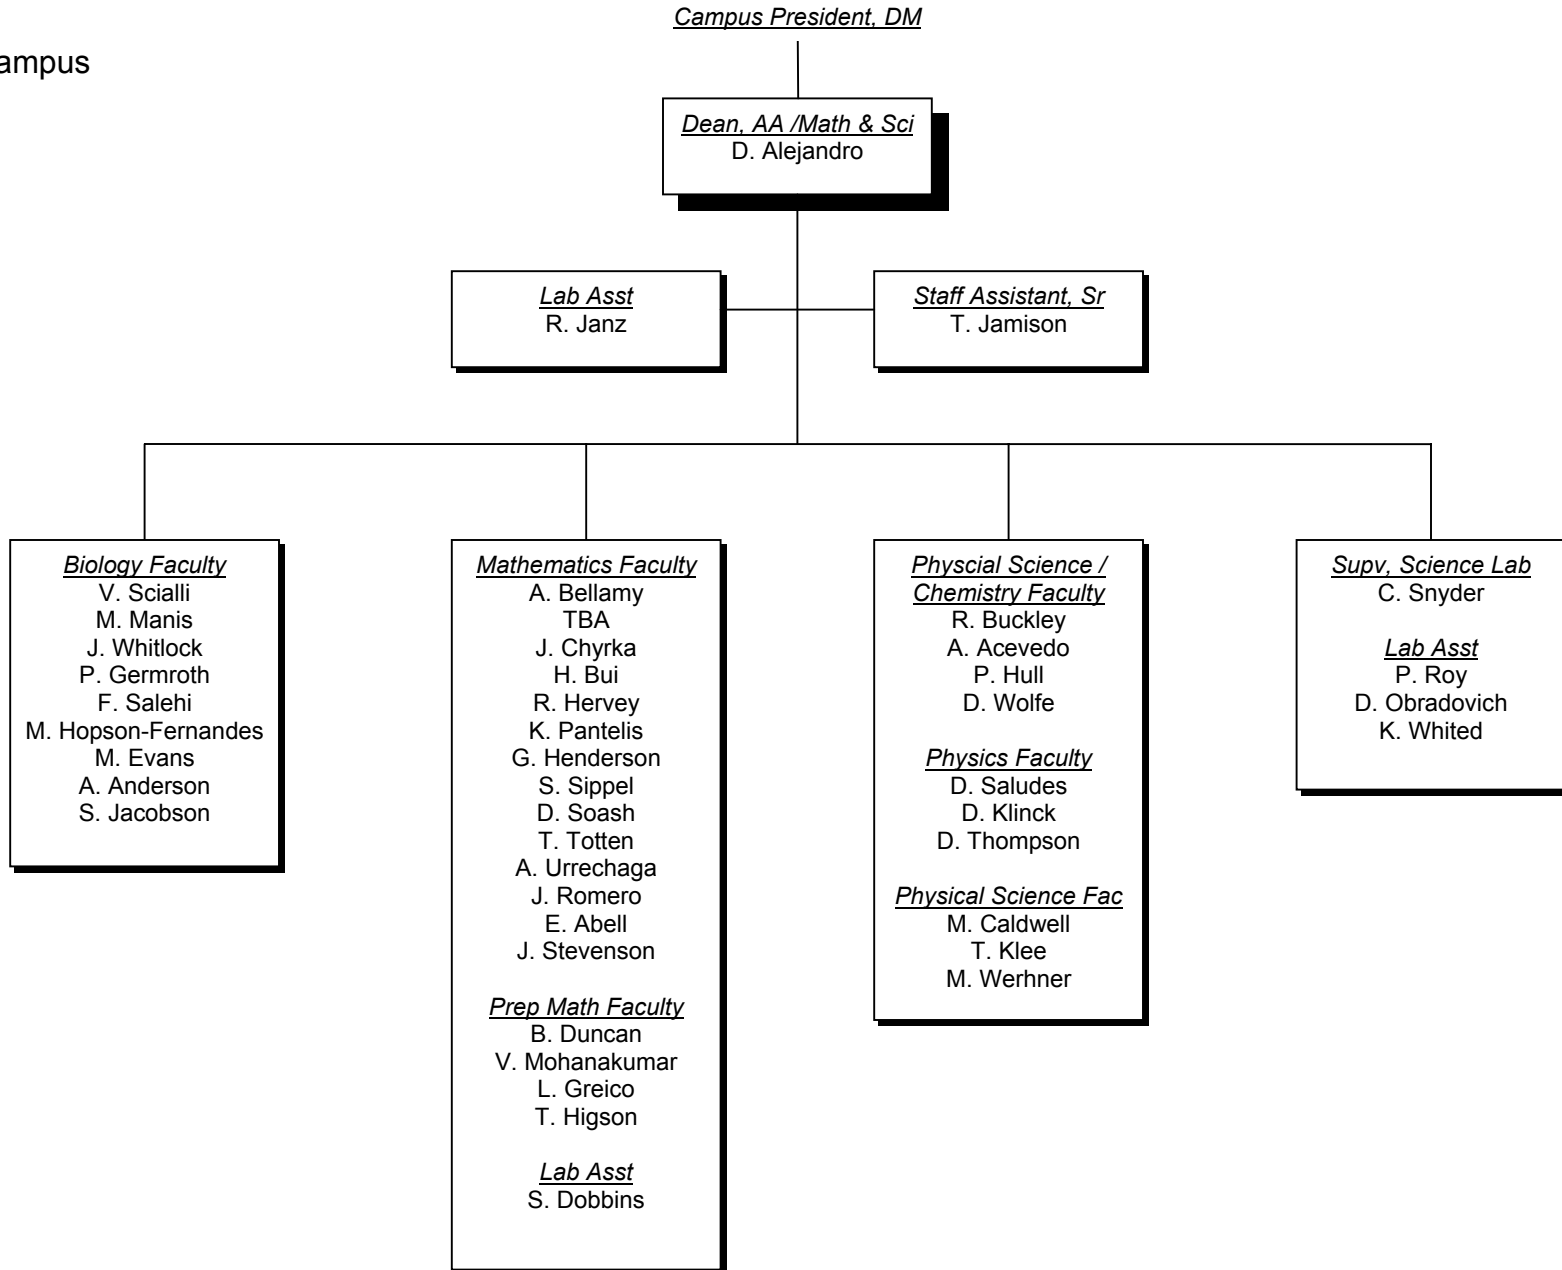 Campus President, DM
ampus
Dean, AA /Math & Sci
D. Alejandro
Lab Asst
R. Janz
Staff Assistant, Sr
T. Jamison
Biology Faculty
V. Scialli
M. Manis
J. Whitlock
P. Germroth
F. Salehi
M. Hopson-Fernandes
M. Evans
A. Anderson
S. Jacobson
Mathematics Faculty
A. Bellamy
TBA
J. Chyrka
H. Bui
R. Hervey
K. Pantelis
G. Henderson
S. Sippel
D. Soash
T. Totten
A. Urrechaga
J. Romero
E. Abell
J. Stevenson
Prep Math Faculty
B. Duncan
V. Mohanakumar
L. Greico
T. Higson
Lab Asst
S. Dobbins
Physcial Science /
Chemistry Faculty
R. Buckley
A. Acevedo
P. Hull
D. Wolfe
Physics Faculty
D. Saludes
D. Klinck
D. Thompson
Physical Science Fac
M. Caldwell
T. Klee
M. Werhner
Supv, Science Lab
C. Snyder
Lab Asst
P. Roy
D. Obradovich
K. Whited